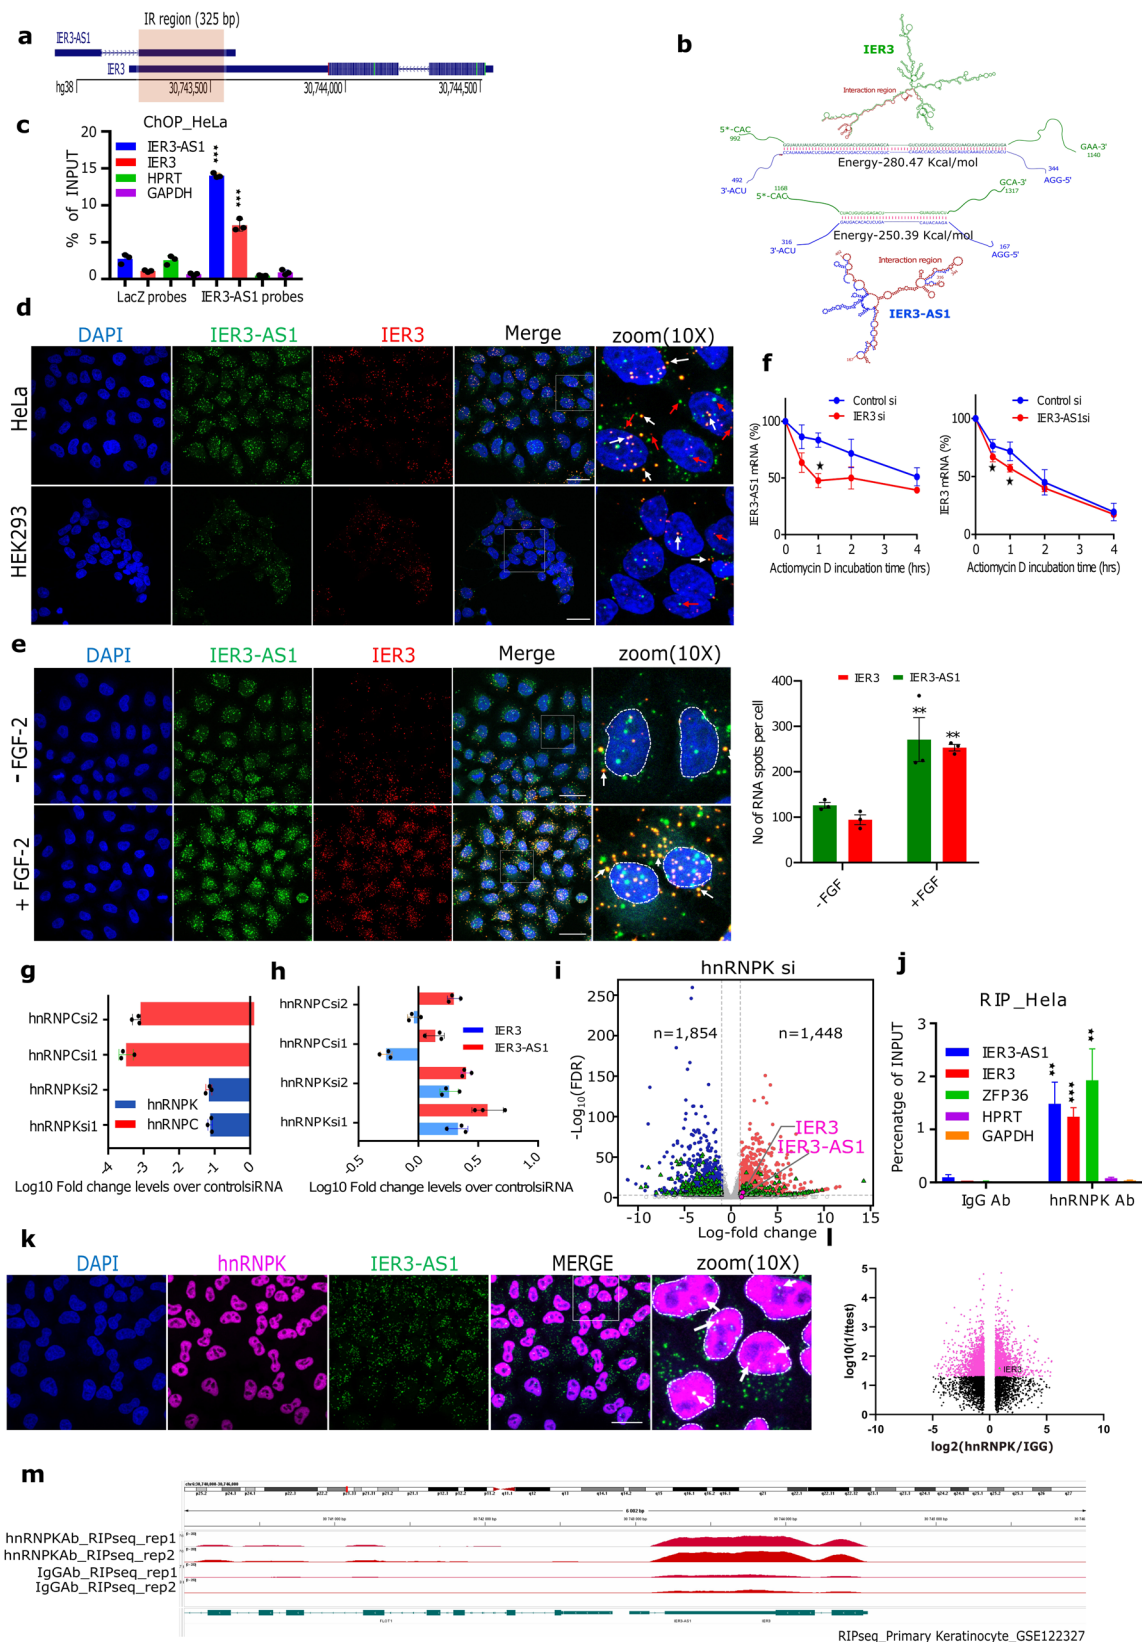 a
IR region (325 bp)
IER3-AS1
IER3
hg38
30,743,500
30,744,000
30,744,500
b
IER3
Interaction region
5*-CAC
992
GAA-3'
1140
Energy-280.47 Kcal/mol
492
3'-ACU
344
AGG-5'
1168
5*-CAC
GCA-3'
1317
Energy-250.39 Kcal/mol
316
3'-ACU
167
AGG-5'
Interaction region
IER3-AS1
c
ChOP_HeLa
% of INPUT
20
15
10
5
0
IER3-AS1
IER3
HPRT
GAPDH
***
***
LacZ probes
IER3-AS1 probes
d
DAPI
IER3-AS1
IER3
Merge
zoom(10X)
HeLa
HEK293
f
IER3-AS1 mRNA (%)
100
50
0
Control si
IER3 si
0 1 2 3 4
Actiomycin D incubation time (hrs)
IER3 mRNA (%)
100
50
0
Control si
IER3-AS1si
0 1 2 3 4
Actiomycin D incubation time (hrs)
e
DAPI
IER3-AS1
IER3
Merge
zoom(10X)
- FGF-2
+ FGF-2
No of RNA spots per cell
400
300
200
100
0
IER3
IER3-AS1
**
**
- FGF
+FGF
g
hnRNPCsi2
hnRNPCsi1
hnRNPKsi2
hnRNPKsi1
hnRNPK
hnRNPC
4 3 2 1 0
Log10 Fold change levels over controlsiRNA
h
hnRNPCsi2
hnRNPCsi1
hnRNPKsi2
hnRNPKsi1
IER3
IER3-AS1
-0.5 0.0 0.5 1.0
Log10 Fold change levels over controlsiRNA
i
hnRNPK si
-Log10(FDR)
260
200
150
100
50
0
n=1,854
n=1,448
IER3
IER3-AS1
-10 -5 0 5 10 15
Log-fold change
j
RIP_Hela
Percenatge of INPUT
3
2
1
0
IER3-AS1
IER3
ZFP36
HPRT
GAPDH
**
***
**
IgG Ab
hnRNPK Ab
k
DAPI
hnRNPK
IER3-AS1
MERGE
zoom(10X)
l
log10(1/ttest)
5
4
3
2
1
0
IER3
-10 -5 0 5 10
log2(hnRNPK/IGG)
m
6 002 bp
hnRNPKAb_RIPseq_rep1
hnRNPKAb_RIPseq_rep2
IgGAb_RIPseq_rep1
IgGAb_RIPseq_rep2
FLOT1
IER3-AS1
IER3
RIPseq_Primary Keratinocyte_GSE122327